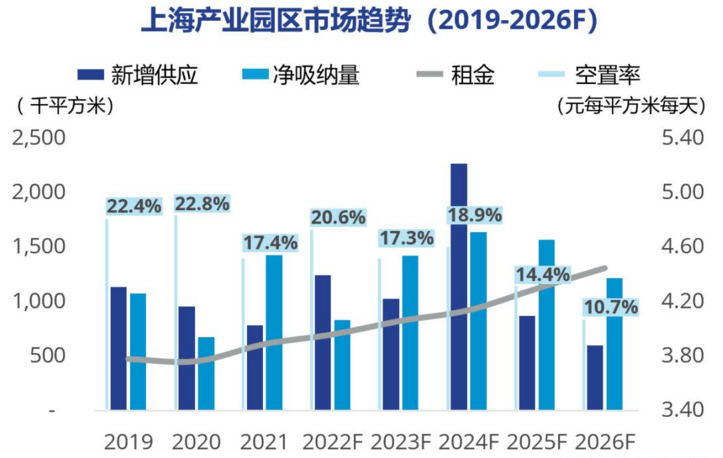 上海产业园区市场趋势（2019-2026F）
新增供应 净吸纳量 租金 空置率
（千平方米） （元每平方米每天）
2,500 5.40
2,000 5.00
22.4% 22.8% 20.6% 18.9%
1,500 17.4% 17.3% 4.60
14.4%
1,000 10.7% 4.20
500 3.80
- 3.40
2019 2020 2021 2022F 2023F 2024F 2025F 2026F